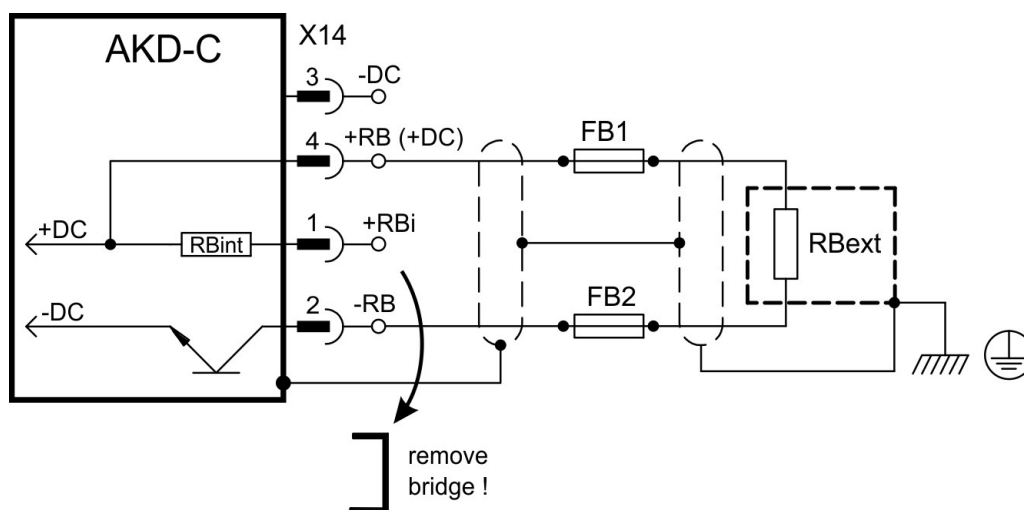 AKD-C
X14
3
-DC
4
+RB (+DC)
FB1
+DC
RBint
1
+RBi
RBext
-DC
2
-RB
FB2
remove
bridge !